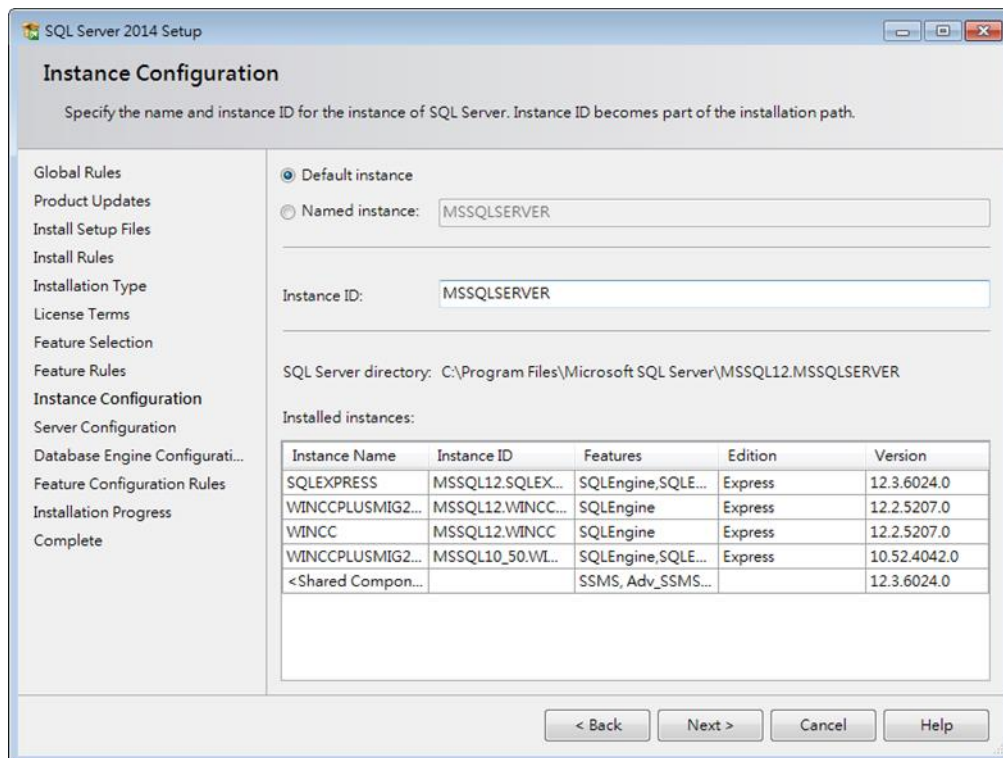 SQL Server 2014 Setup
Instance Configuration
Specify the name and instance ID for the instance of SQL Server. Instance ID becomes part of the installation path.
Global Rules
Product Updates
Install Setup Files
Install Rules
Installation Type
License Terms
Feature Selection
Feature Rules
Instance Configuration
Server Configuration
Database Engine Configurati...
Feature Configuration Rules
Installation Progress
Complete
Default instance
Named instance: MSSQLSERVER
Instance ID: MSSQLSERVER
SQL Server directory: C:\Program Files\Microsoft SQL Server\MSSQL12.MSSQLSERVER
Installed instances:
Instance Name Instance ID Features Edition Version
SQLEXPRESS MSSQL12.SQLEX... SQLEngine,SQLE... Express 12.3.6024.0
WINCCPLUSMIG2... MSSQL12.WINCC... SQLEngine Express 12.2.5207.0
WINCC MSSQL12.WINCC SQLEngine Express 12.2.5207.0
WINCCPLUSMIG2... MSSQL10_50.WI... SQLEngine,SQLE... Express 10.52.4042.0
<Shared Compon... SSMS, Adv_SSMS... 12.3.6024.0
< Back Next > Cancel Help